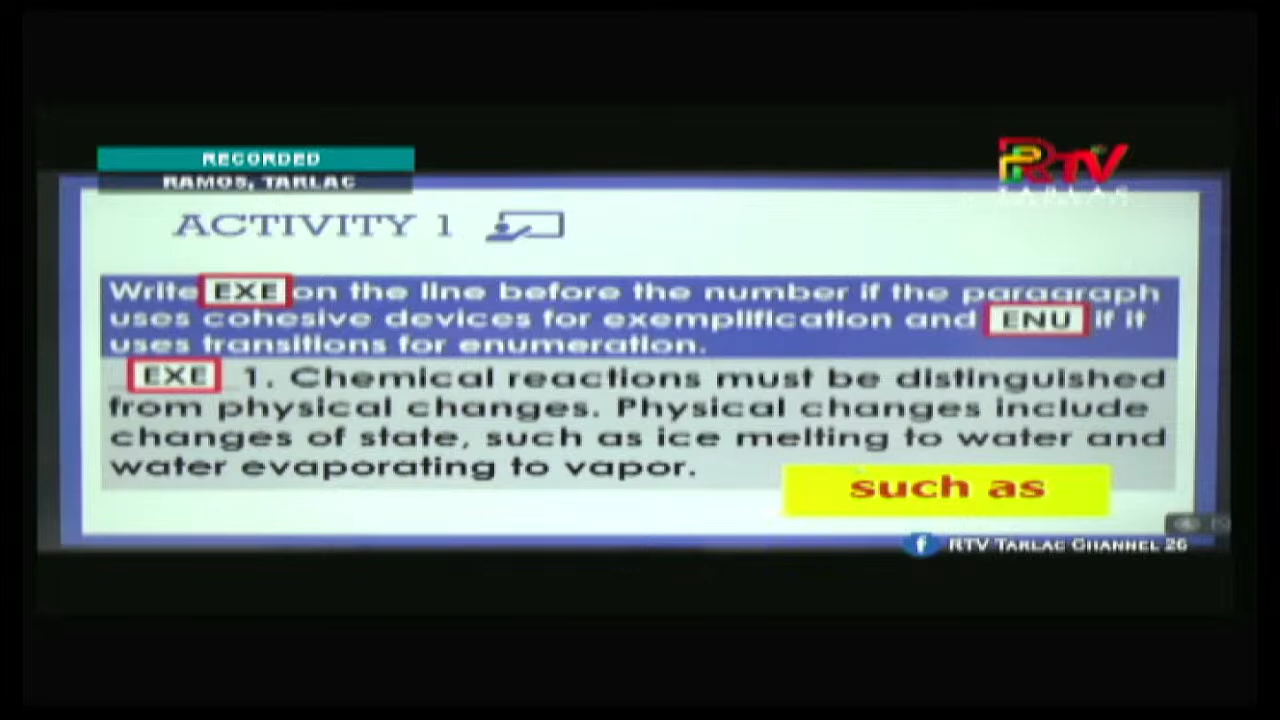 RECORDED
RAMOS, TARLAC
RTV
TARLAC
ACTIVITY 1
Write EXE on the line before the number if the paragraph
uses cohesive devices for exemplification and ENU if it
uses transitions for enumeration.
EXE 1. Chemical reactions must be distinguished
from physical changes. Physical changes include
changes of state, such as ice melting to water and
water evaporating to vapor.
such as
f RTV TARLAC CHANNEL 26